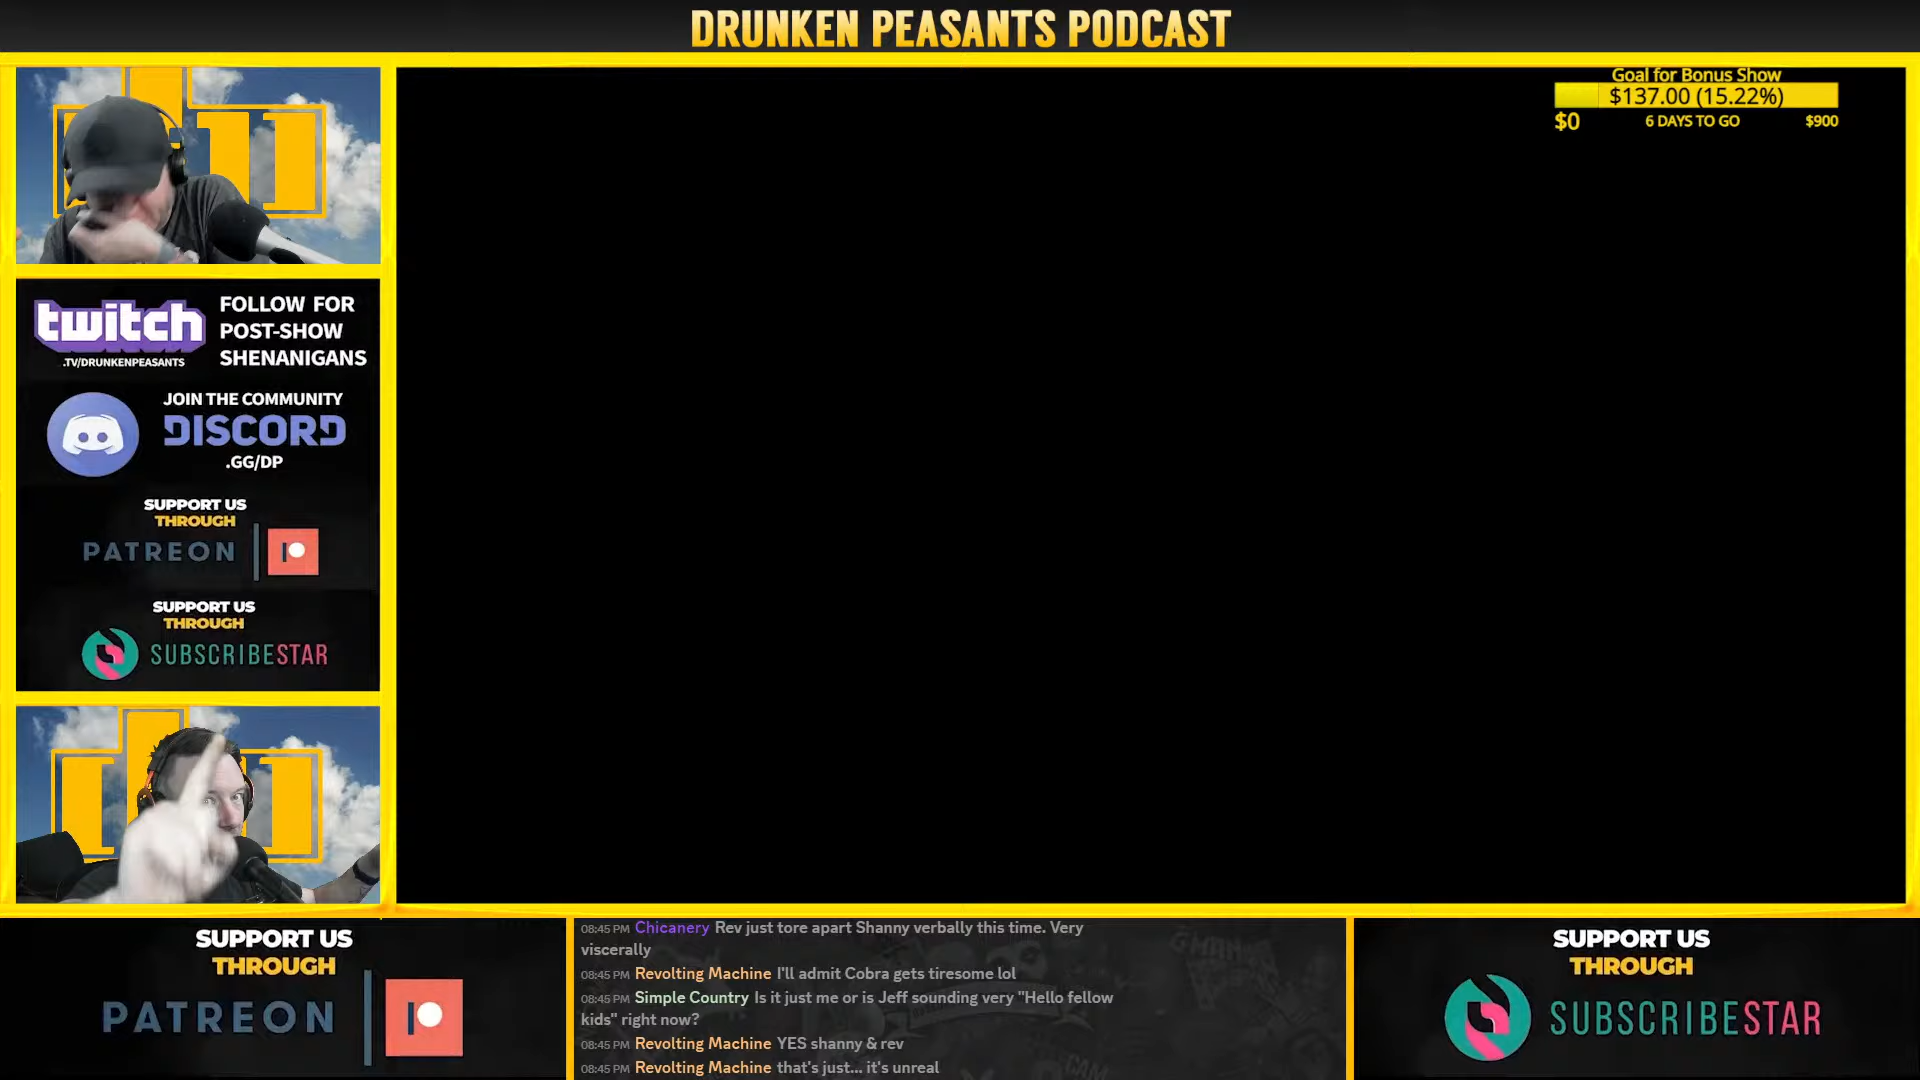 DRUNKEN PEASANTS PODCAST
Goal for Bonus Show
$137.00 (15.22%)
$0 6 DAYS TO GO $900
twitch
.TV/DRUNKENPEASANTS
FOLLOW FOR
POST-SHOW
SHENANIGANS
JOIN THE COMMUNITY
DISCORD
.GG/DP
SUPPORT US
THROUGH
PATREON
SUPPORT US
THROUGH
SUBSCRIBESTAR
SUPPORT US
THROUGH
PATREON
08:45 PM Chicanery Rev just tore apart Shanny verbally this time. Very
viscerally
08:45 PM Revolting Machine I'll admit Cobra gets tiresome lol
08:45 PM Simple Country Is it just me or is Jeff sounding very "Hello fellow
kids" right now?
08:45 PM Revolting Machine YES shanny & rev
08:45 PM Revolting Machine that's just... it's unreal
SUPPORT US
THROUGH
SUBSCRIBESTAR